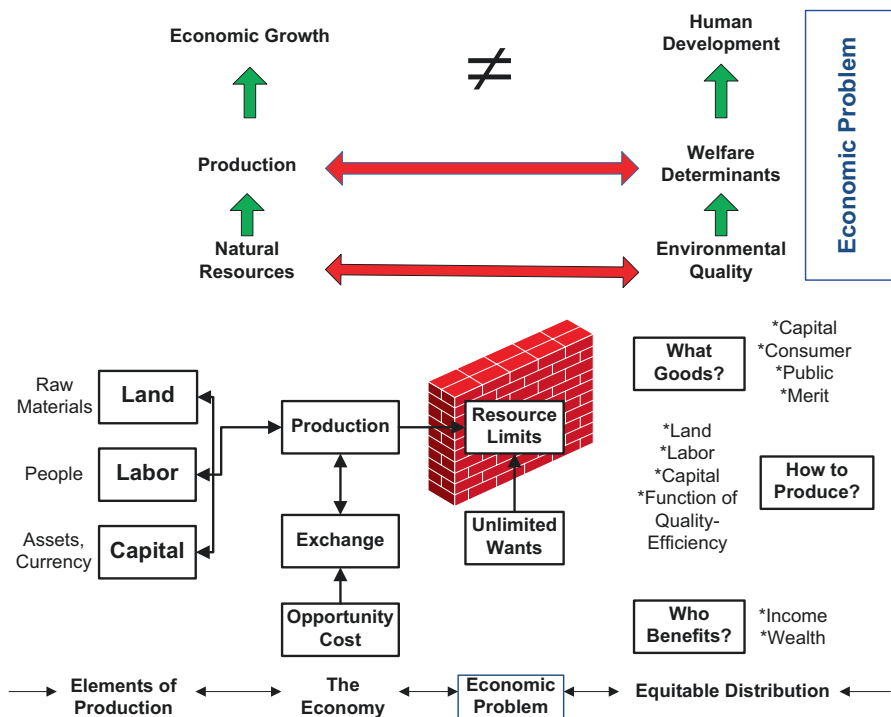 Economic Growth
≠
Human
Development
Economic Problem
Production
Welfare
Determinants
Natural
Resources
Environmental
Quality
Raw
Materials
Land
People
Labor
Assets,
Currency
Capital
Production
Exchange
Opportunity
Cost
Resource
Limits
Unlimited
Wants
What
Goods?
*Capital
*Consumer
*Public
*Merit
*Land
*Labor
*Capital
*Function of
Quality-
Efficiency
How to
Produce?
Who
Benefits?
*Income
*Wealth
Elements of
Production
The
Economy
Economic
Problem
Equitable Distribution